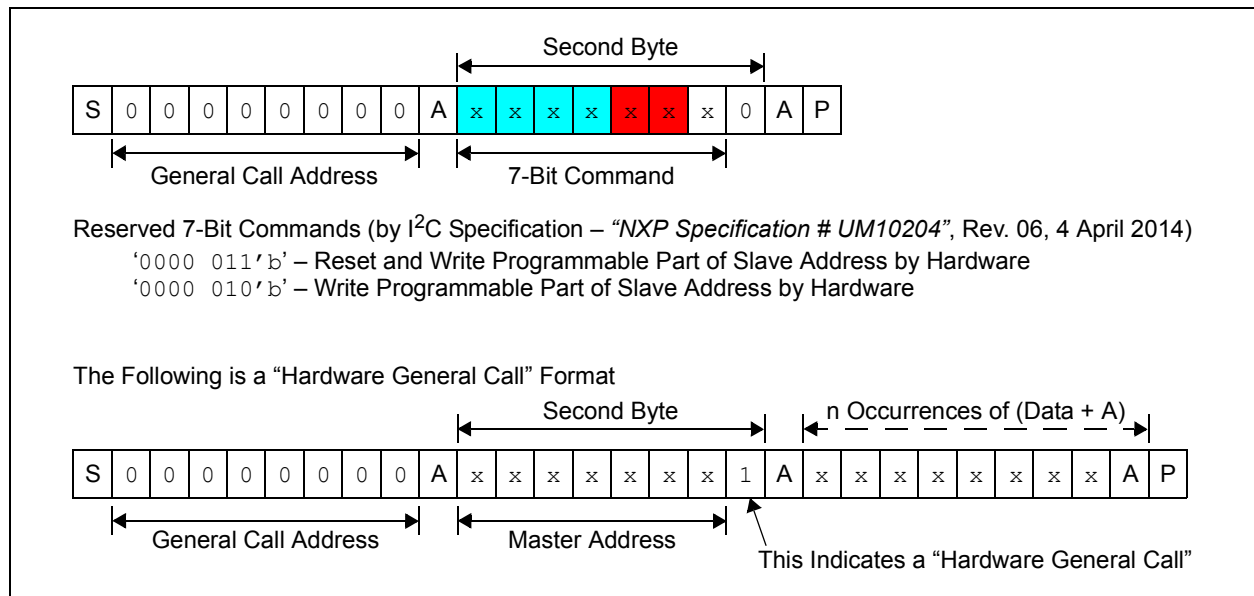 Second Byte
S 0 0 0 0 0 0 0 0 A x x x x x x x 0 A P
General Call Address 7-Bit Command
Reserved 7-Bit Commands (by I2C Specification – “NXP Specification # UM10204”, Rev. 06, 4 April 2014)
‘0000 011’b’ – Reset and Write Programmable Part of Slave Address by Hardware
‘0000 010’b’ – Write Programmable Part of Slave Address by Hardware
The Following is a “Hardware General Call” Format
Second Byte n Occurrences of (Data + A)
S 0 0 0 0 0 0 0 0 A x x x x x x x 1 A x x x x x x x x A P
General Call Address Master Address
This Indicates a “Hardware General Call”